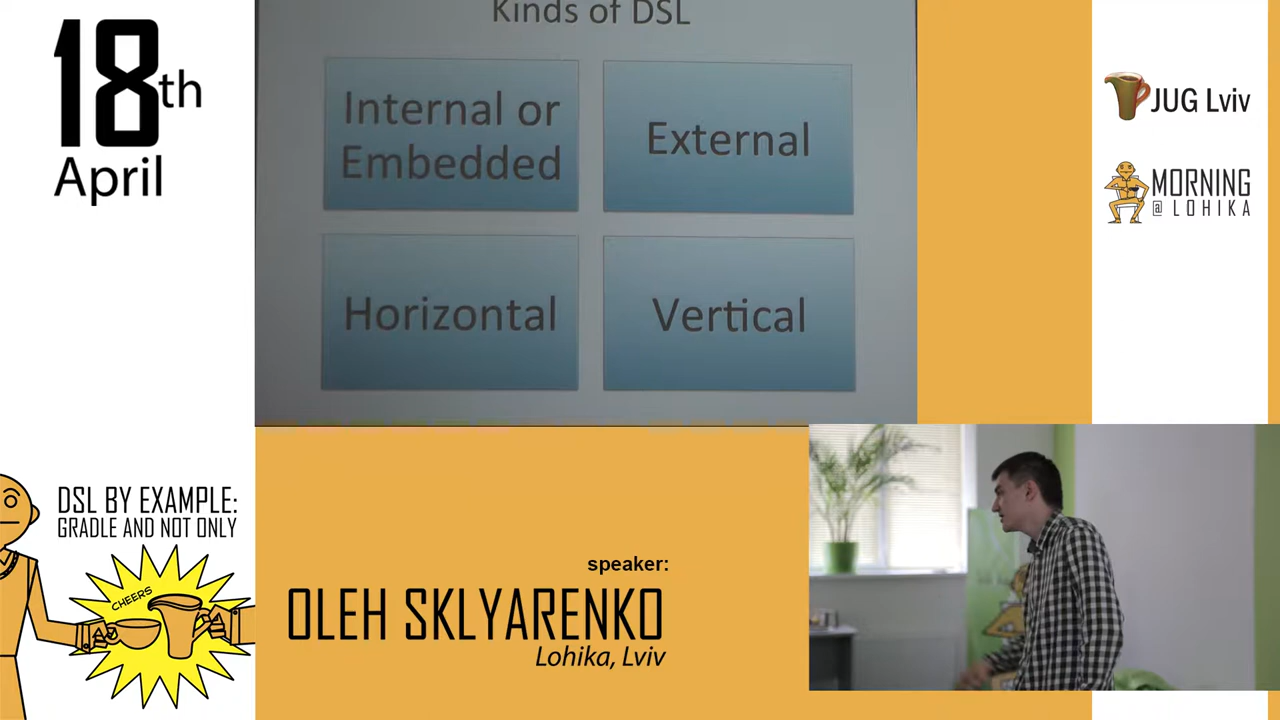 18th
April
Kinds of DSL
Internal or
Embedded
External
Horizontal
Vertical
JUG Lviv
MORNING
@ LOHIKA
DSL BY EXAMPLE:
GRADLE AND NOT ONLY
CHEERS
speaker:
OLEH SKLYARENKO
Lohika, Lviv